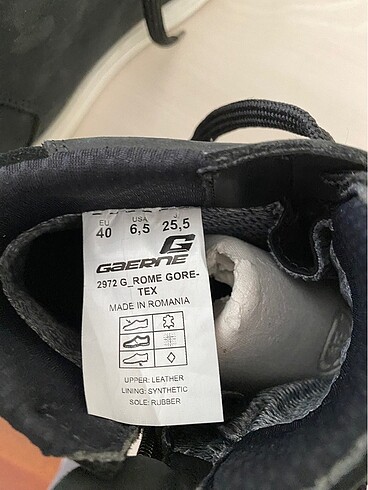 EU USA J
40 6,5 25,5
G
GAERNE
2972 G_ROME GORE-
TEX
MADE IN ROMANIA
UPPER: LEATHER
LINING: SYNTHETIC
SOLE: RUBBER